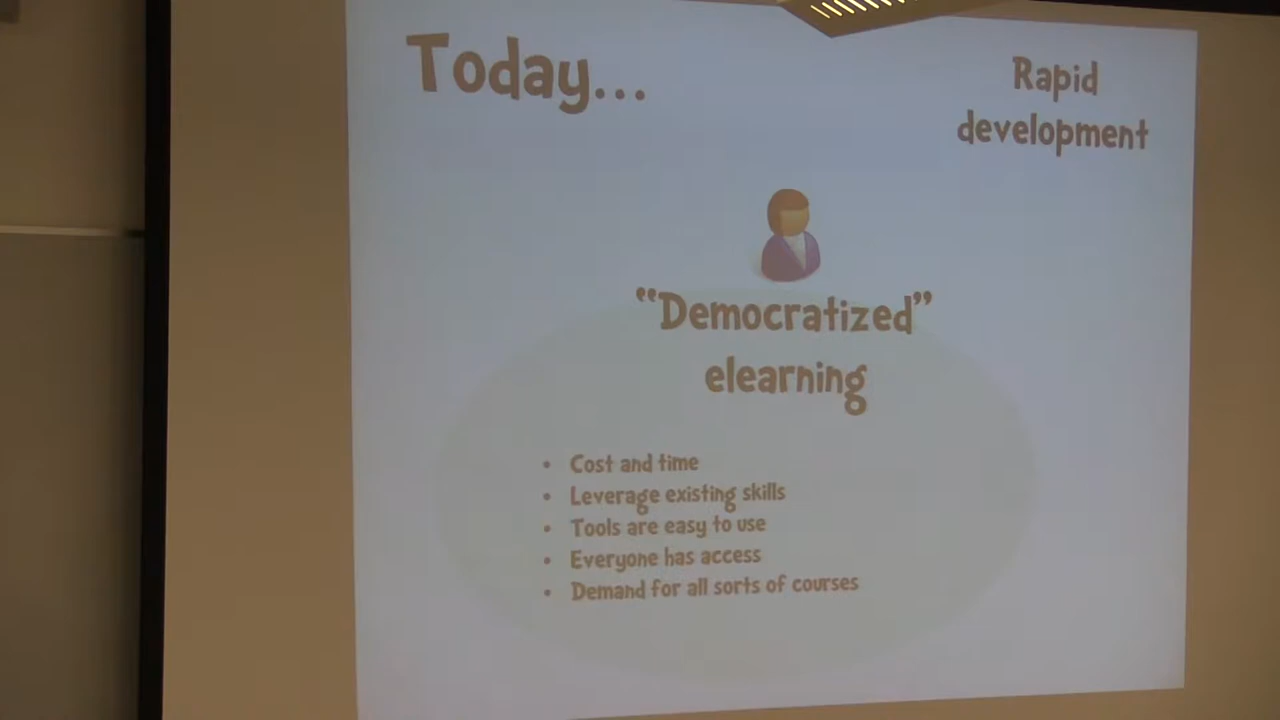 Today...
Rapid
development
“Democratized”
elearning
• Cost and time
• Leverage existing skills
• Tools are easy to use
• Everyone has access
• Demand for all sorts of courses